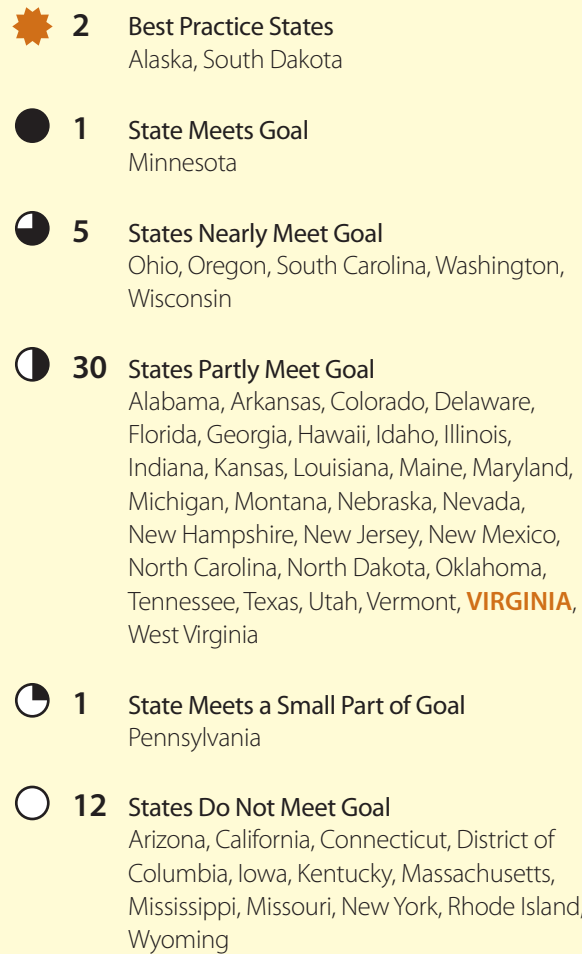 2 Best Practice States
Alaska, South Dakota
1 State Meets Goal
Minnesota
5 States Nearly Meet Goal
Ohio, Oregon, South Carolina, Washington,
Wisconsin
30 States Partly Meet Goal
Alabama, Arkansas, Colorado, Delaware,
Florida, Georgia, Hawaii, Idaho, Illinois,
Indiana, Kansas, Louisiana, Maine, Maryland,
Michigan, Montana, Nebraska, Nevada,
New Hampshire, New Jersey, New Mexico,
North Carolina, North Dakota, Oklahoma,
Tennessee, Texas, Utah, Vermont, VIRGINIA,
West Virginia
1 State Meets a Small Part of Goal
Pennsylvania
12 States Do Not Meet Goal
Arizona, California, Connecticut, District of
Columbia, Iowa, Kentucky, Massachusetts,
Mississippi, Missouri, New York, Rhode Island,
Wyoming